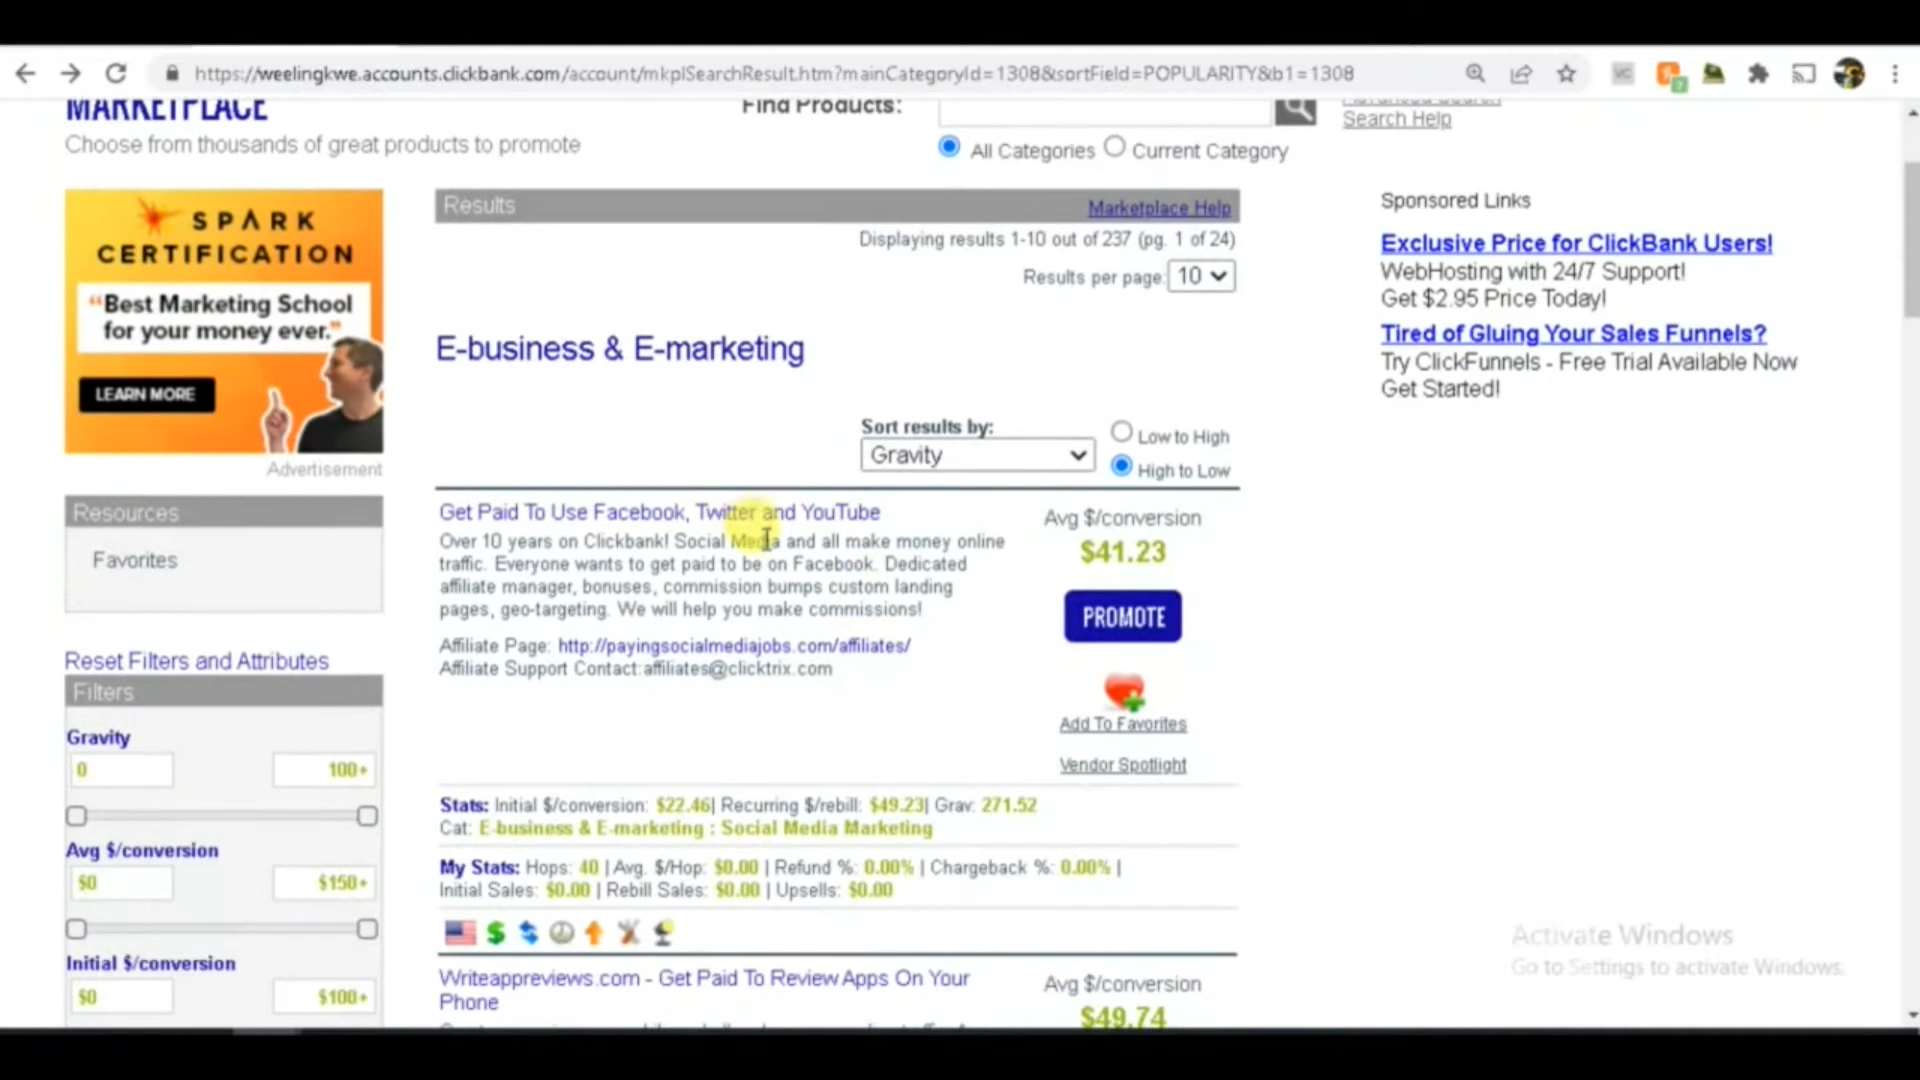 https://weelingkwe.accounts.clickbank.com/account/mkplSearchResult.htm?mainCategoryId=1308&sortField=POPULARITY&b1=1308
MARKETPLACE
Choose from thousands of great products to promote
Find Products:
Advanced Search
Search Help
All Categories
Current Category
SPARK
CERTIFICATION
“Best Marketing School
for your money ever.”
LEARN MORE
Advertisement
Resources
Favorites
Reset Filters and Attributes
Filters
Gravity
0 100+
Avg $/conversion
$0 $150+
Initial $/conversion
$0 $100+
Results
Marketplace Help
Displaying results 1-10 out of 237 (pg. 1 of 24)
Results per page: 10
E-business & E-marketing
Sort results by:
Gravity
Low to High
High to Low
Get Paid To Use Facebook, Twitter and YouTube
Over 10 years on Clickbank! Social Media and all make money online
traffic. Everyone wants to get paid to be on Facebook. Dedicated
affiliate manager, bonuses, commission bumps custom landing
pages, geo-targeting. We will help you make commissions!
Affiliate Page: http://payingsocialmediajobs.com/affiliates/
Affiliate Support Contact:affiliates@clicktrix.com
Avg $/conversion
$41.23
PROMOTE
Add To Favorites
Vendor Spotlight
Stats: Initial $/conversion: $22.46| Recurring $/rebill: $49.23| Grav: 271.52
Cat: E-business & E-marketing : Social Media Marketing
My Stats: Hops: 40 | Avg. $/Hop: $0.00 | Refund %: 0.00% | Chargeback %: 0.00% |
Initial Sales: $0.00 | Rebill Sales: $0.00 | Upsells: $0.00
Writeappreviews.com - Get Paid To Review Apps On Your
Phone
Avg $/conversion
$49.74
Sponsored Links
Exclusive Price for ClickBank Users!
WebHosting with 24/7 Support!
Get $2.95 Price Today!
Tired of Gluing Your Sales Funnels?
Try ClickFunnels - Free Trial Available Now
Get Started!
Activate Windows
Go to Settings to activate Windows.